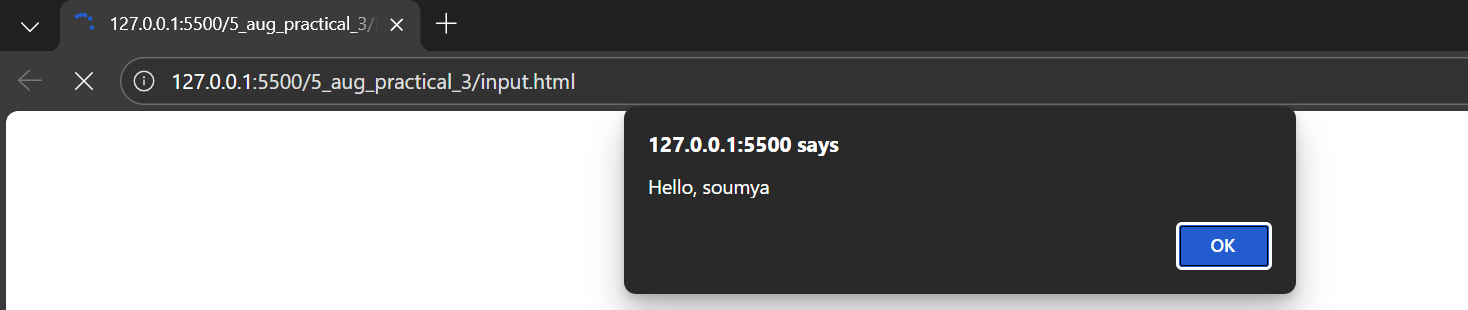 127.0.0.1:5500/5_aug_practical_3/
127.0.0.1:5500/5_aug_practical_3/input.html
127.0.0.1:5500 says
Hello, soumya
OK